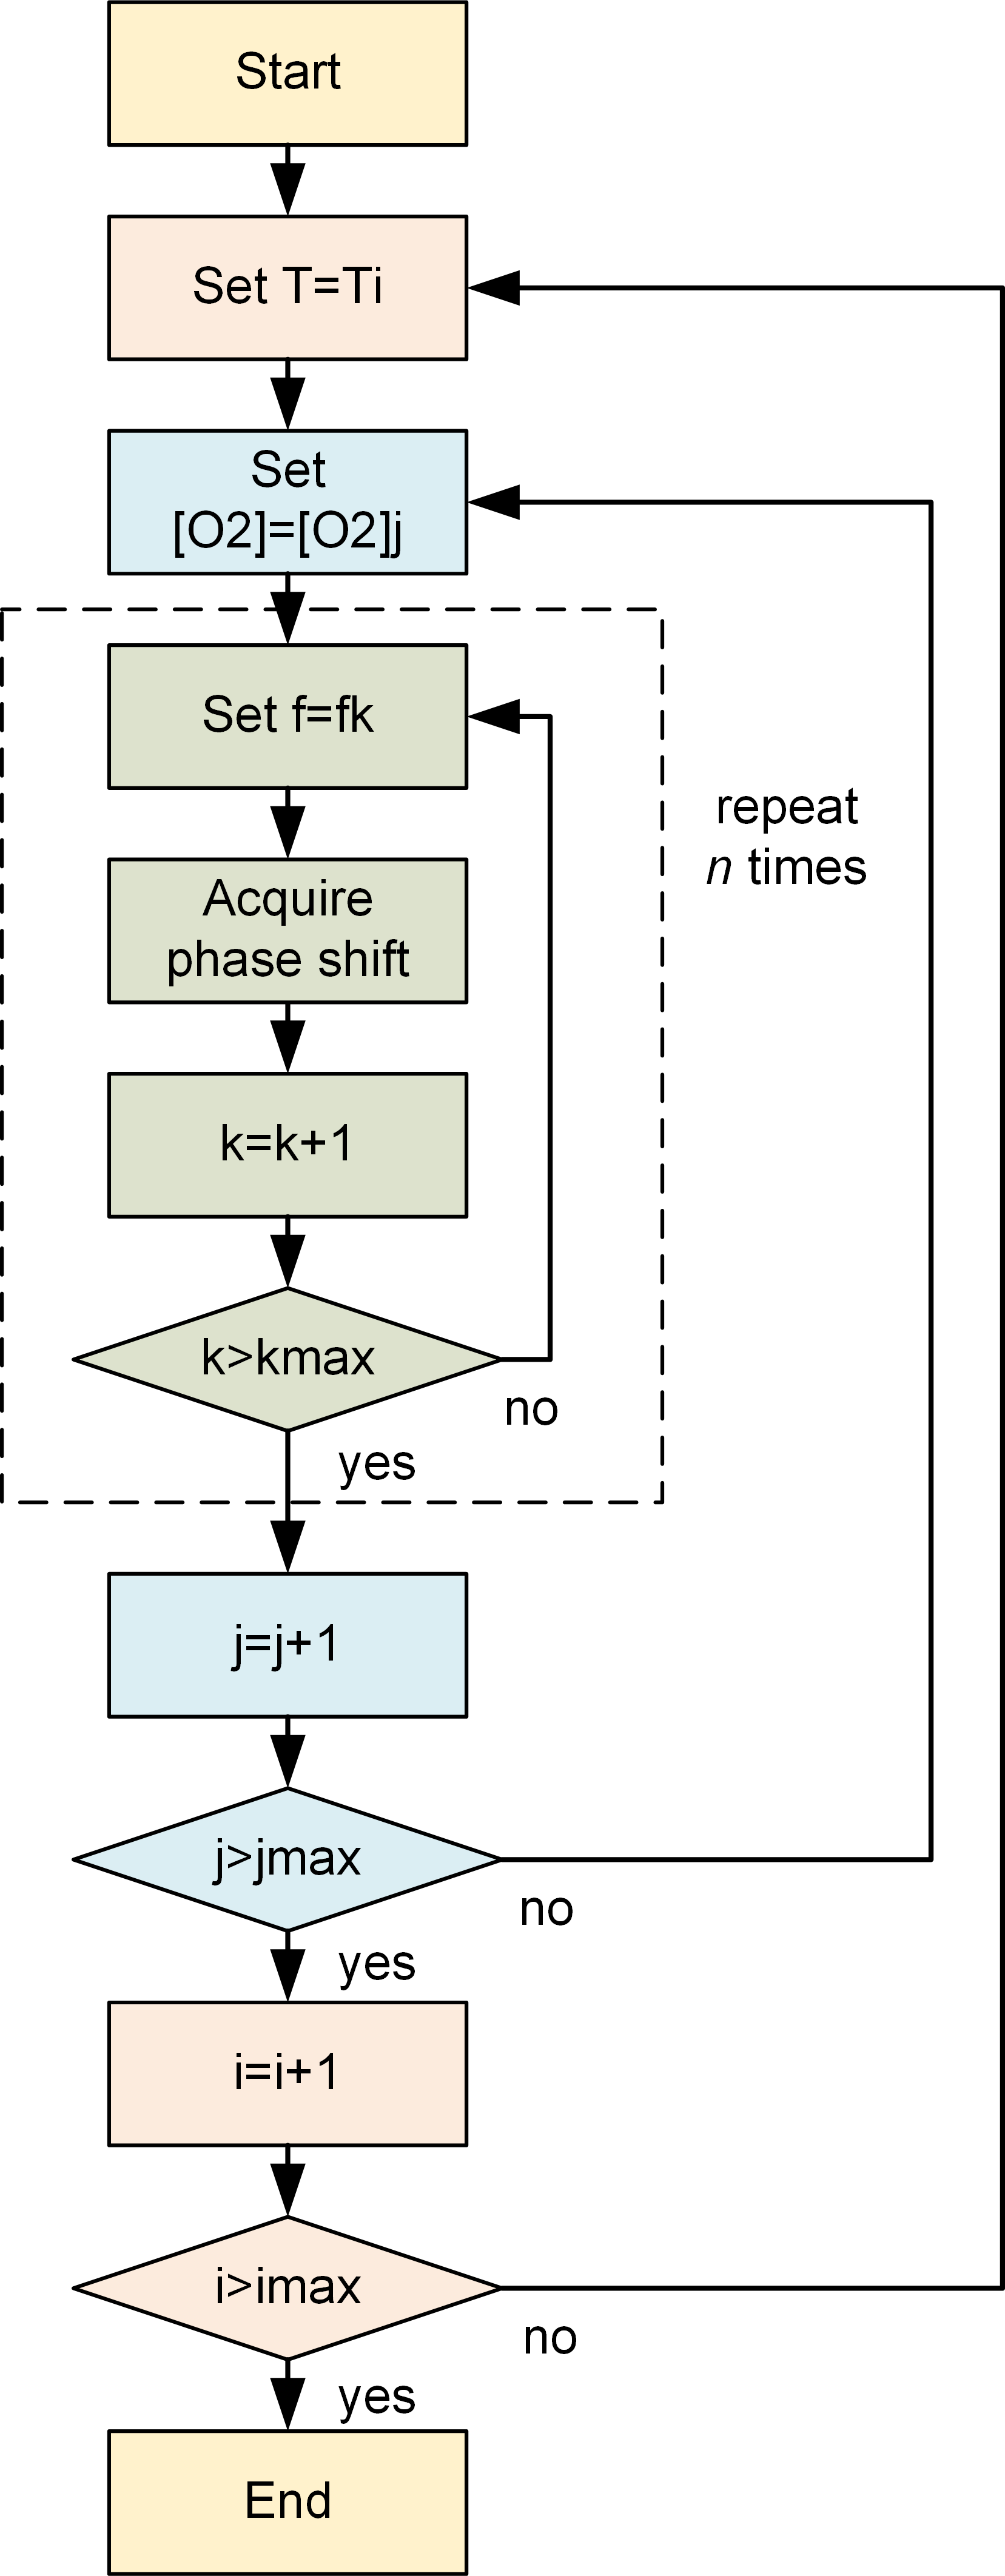 Start
Set T=Ti
Set
[O2]=[O2]j
Set f=fk
repeat
n times
Acquire
phase shift
k=k+1
k>kmax
no
yes
j=j+1
j>jmax
no
yes
i=i+1
i>imax
no
yes
End